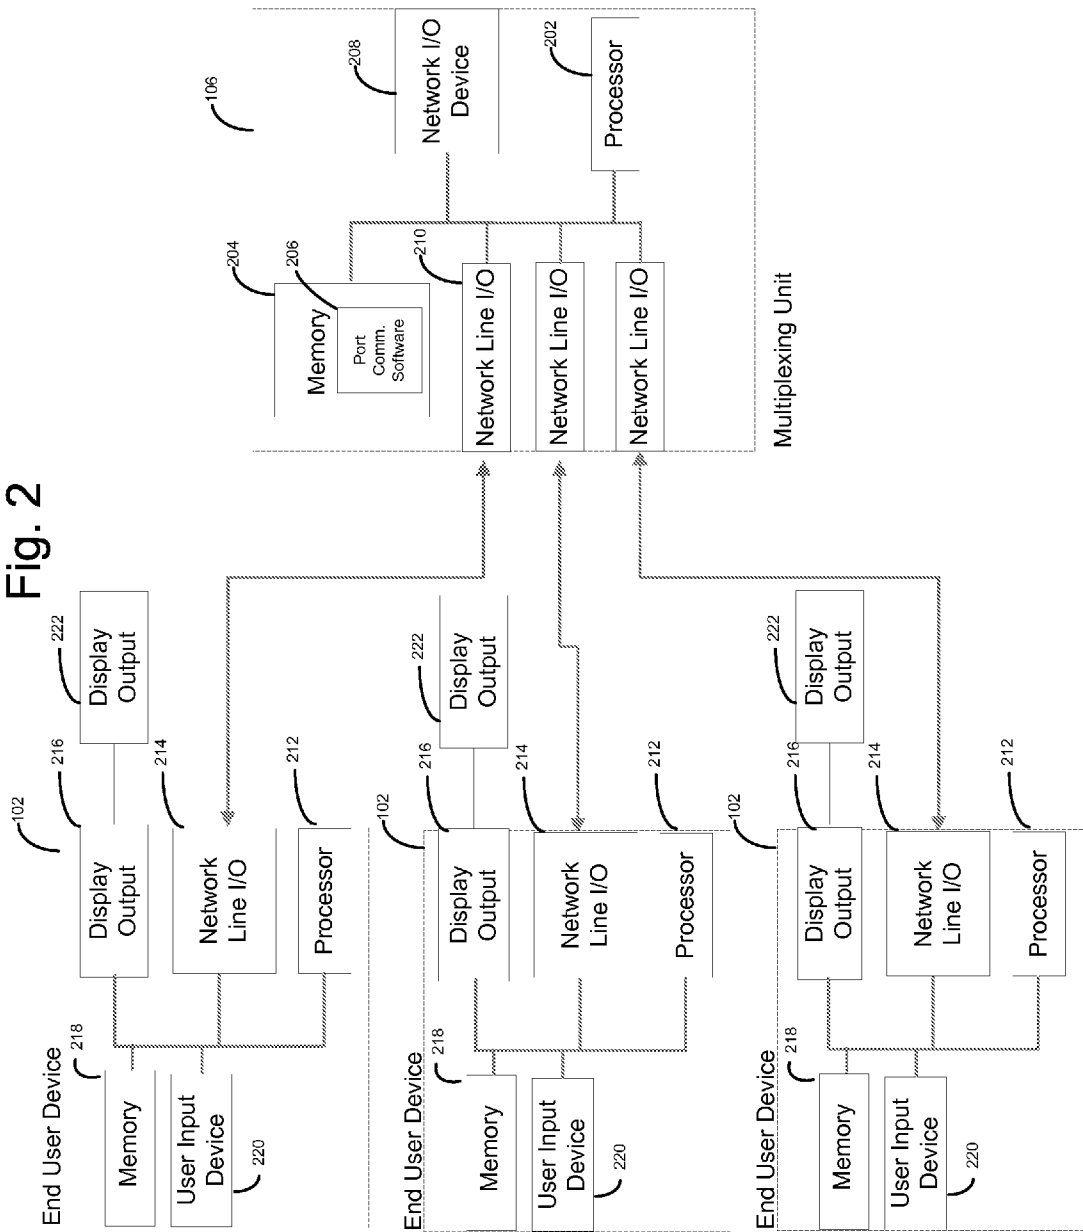 Fig. 2
End User Device
102
Memory
218
User Input
Device
220
Display
Output
216
Network
Line I/O
214
Processor
212
Display
Output
222
End User Device
102
Memory
218
User Input
Device
220
Display
Output
216
Network
Line I/O
214
Processor
212
Display
Output
222
End User Device
102
Memory
218
User Input
Device
220
Display
Output
216
Network
Line I/O
214
Processor
212
Display
Output
222
106
Memory
204
Port
Comm.
Software
206
Network Line I/O
210
Network Line I/O
Network Line I/O
Network I/O
Device
208
Processor
202
Multiplexing Unit